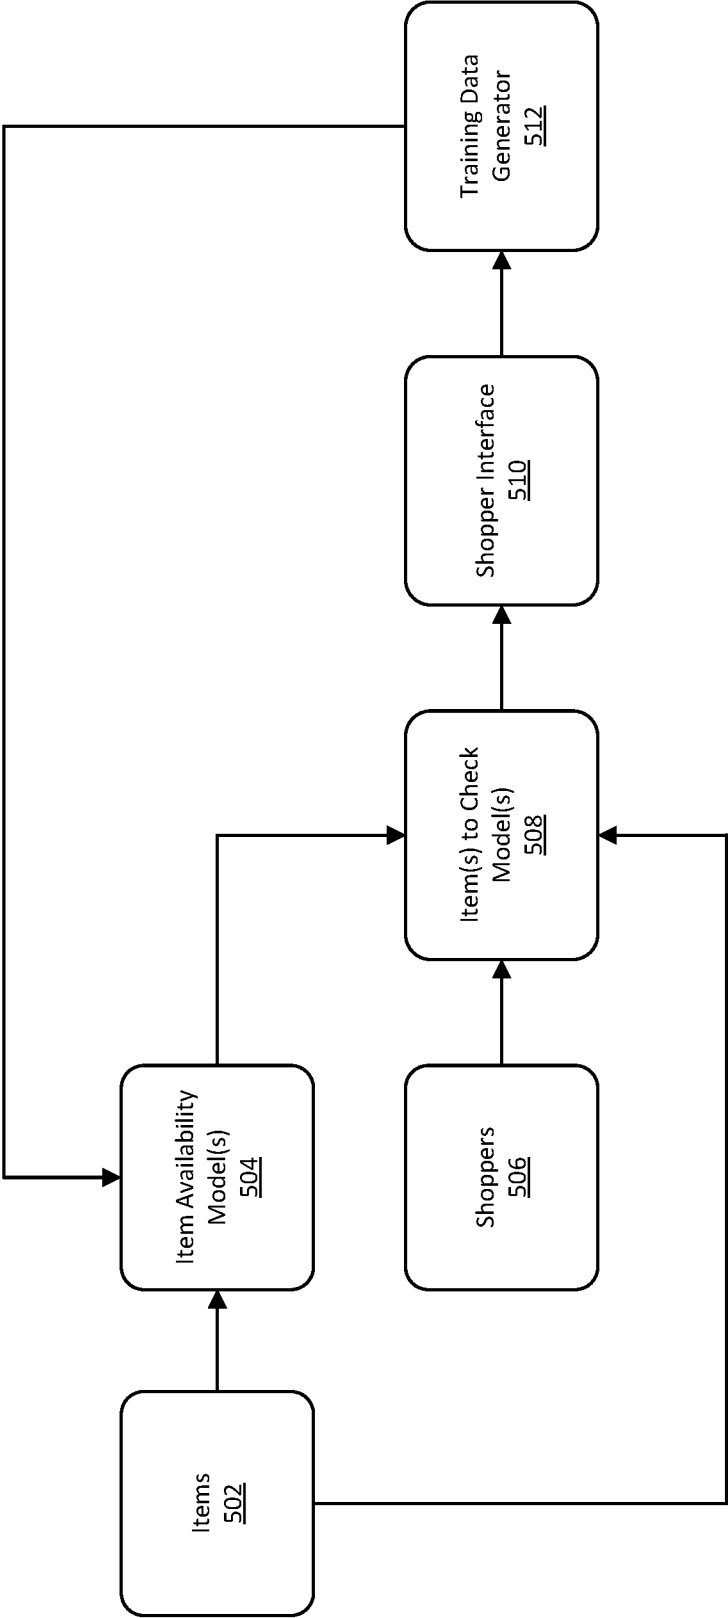 Items
502
Item Availability
Model(s)
504
Shoppers
506
Item(s) to Check
Model(s)
508
Shopper Interface
510
Training Data
Generator
512